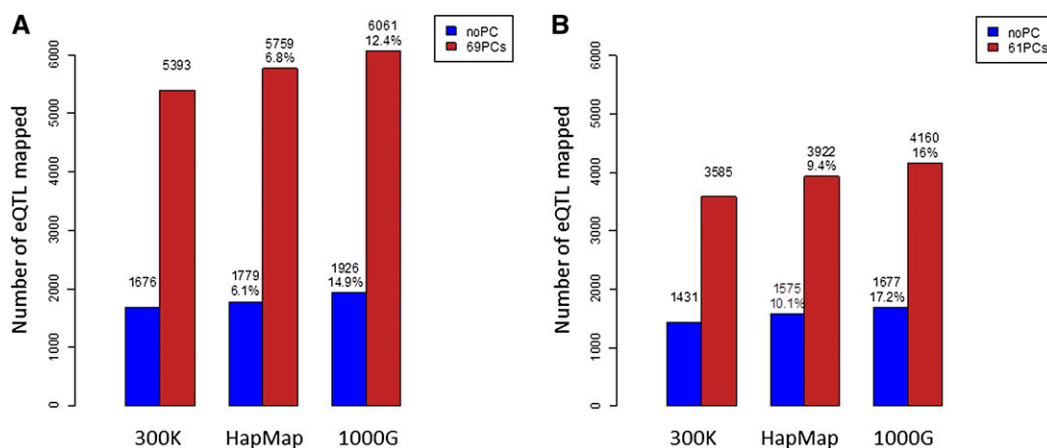 A
noPC
69PCs
Number of eQTL mapped
0
1000
2000
3000
4000
5000
6000
1676
5393
1779
6.1%
5759
6.8%
1926
14.9%
6061
12.4%
300K
HapMap
1000G
B
noPC
61PCs
Number of eQTL mapped
0
1000
2000
3000
4000
5000
6000
1431
3585
1575
10.1%
3922
9.4%
1677
17.2%
4160
16%
300K
HapMap
1000G